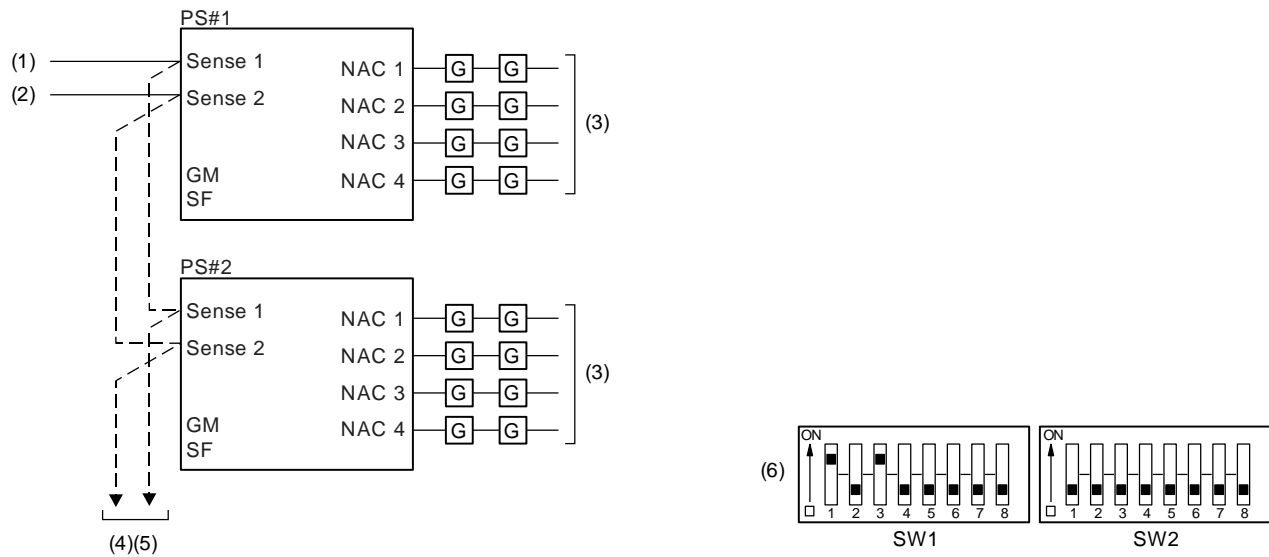 PS#1
(1) Sense 1 NAC 1 G G
(2) Sense 2 NAC 2 G G
(3)
NAC 3 G G
GM NAC 4 G G
SF
PS#2
Sense 1 NAC 1 G G
Sense 2 NAC 2 G G
(3)
NAC 3 G G
GM NAC 4 G G
SF
(4)(5)
(6) ON ON
1 2 3 4 5 6 7 8 1 2 3 4 5 6 7 8
SW1 SW2